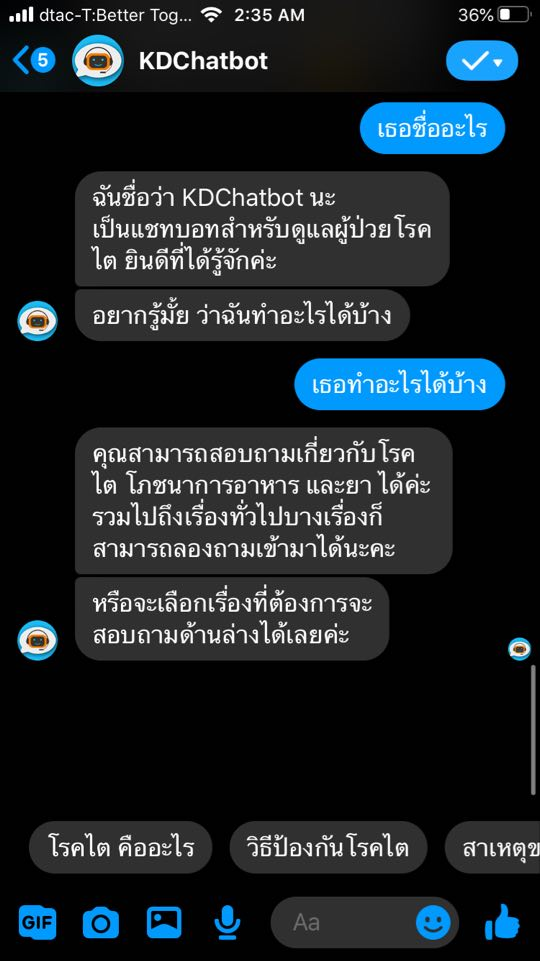 dtac-T:Better Tog... 2:35 AM 36%
5 KDChatbot
เธอชื่ออะไร
ฉันชื่อว่า KDChatbot นะ
เป็นแชทบอทสำหรับดูแลผู้ป่วยโรค
ไต ยินดีที่ได้รู้จักค่ะ
อยากรู้มั้ย ว่าฉันทำอะไรได้บ้าง
เธอทำอะไรได้บ้าง
คุณสามารถสอบถามเกี่ยวกับโรค
ไต โภชนาการอาหาร และยา ได้ค่ะ
รวมไปถึงเรื่องทั่วไปบางเรื่องก็
สามารถลองถามเข้ามาได้นะคะ
หรือจะเลือกเรื่องที่ต้องการจะ
สอบถามด้านล่างได้เลยค่ะ
โรคไต คืออะไร วิธีป้องกันโรคไต สาเหตุข
GIF Aa